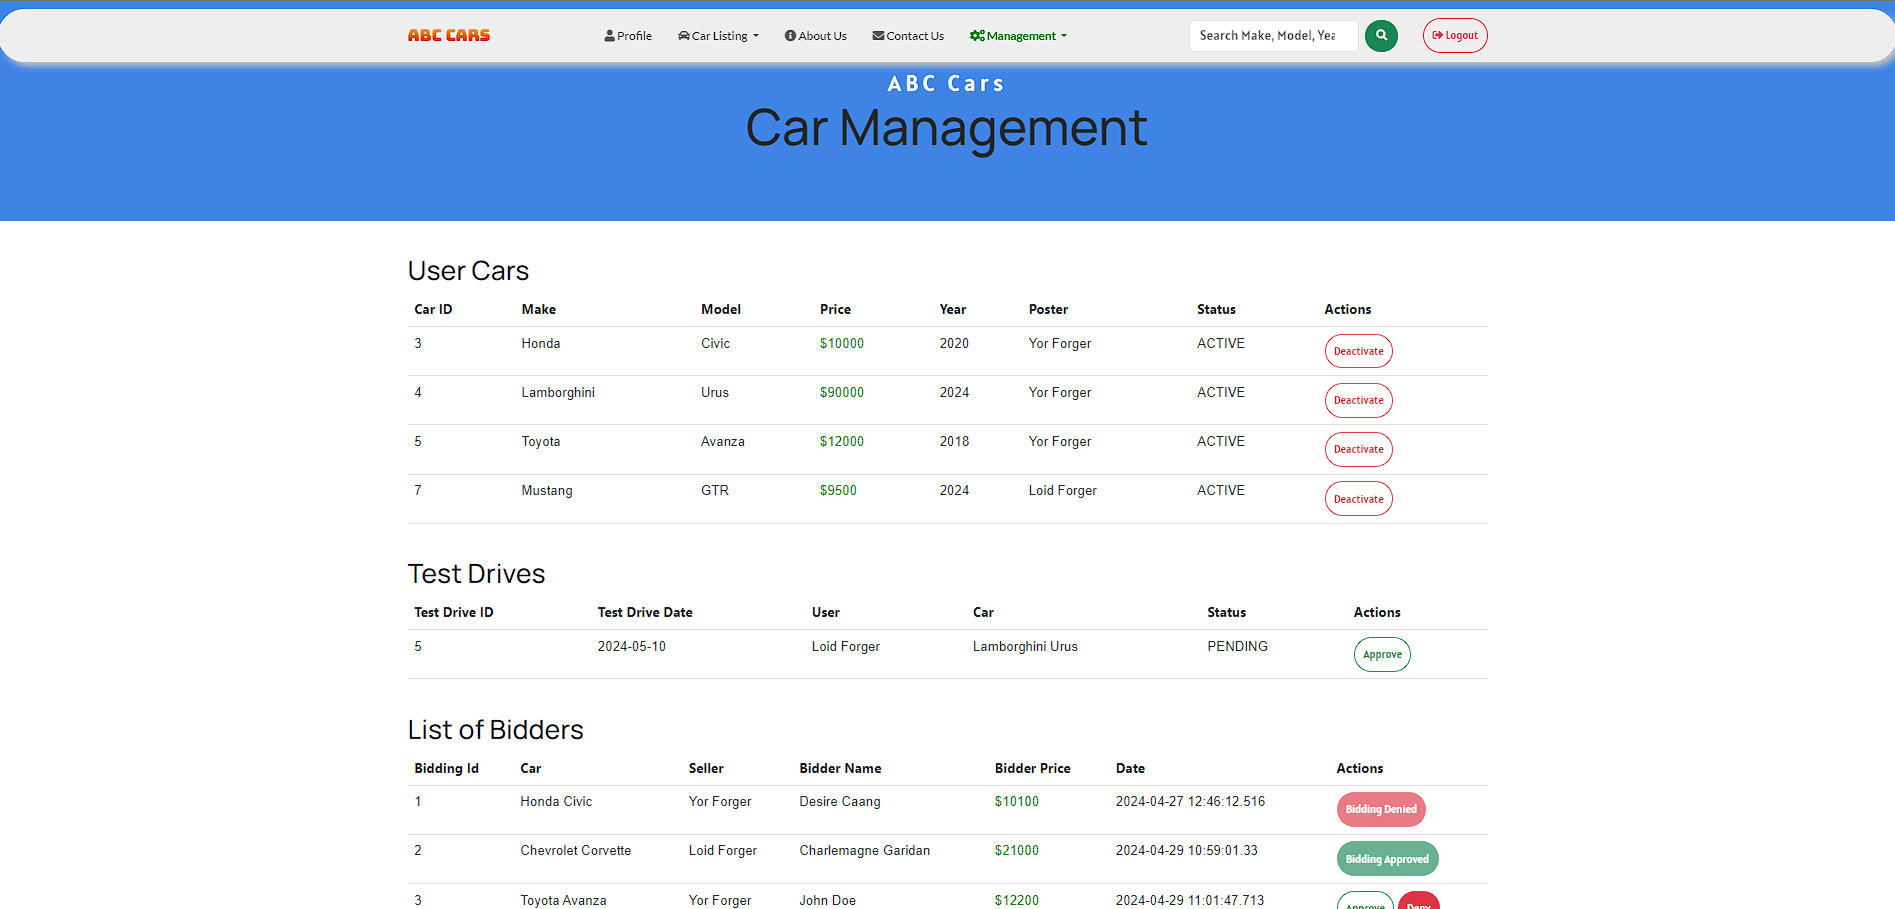 ABC CARS Profile Car Listing About Us Contact Us Management Search Make, Model, Yea Logout
ABC Cars
Car Management
User Cars
Car ID Make Model Price Year Poster Status Actions
3 Honda Civic $10000 2020 Yor Forger ACTIVE Deactivate
4 Lamborghini Urus $90000 2024 Yor Forger ACTIVE Deactivate
5 Toyota Avanza $12000 2018 Yor Forger ACTIVE Deactivate
7 Mustang GTR $9500 2024 Loid Forger ACTIVE Deactivate
Test Drives
Test Drive ID Test Drive Date User Car Status Actions
5 2024-05-10 Loid Forger Lamborghini Urus PENDING Approve
List of Bidders
Bidding Id Car Seller Bidder Name Bidder Price Date Actions
1 Honda Civic Yor Forger Desire Caang $10100 2024-04-27 12:46:12.516 Bidding Denied
2 Chevrolet Corvette Loid Forger Charlemagne Garidan $21000 2024-04-29 10:59:01.33 Bidding Approved
3 Toyota Avanza Yor Forger John Doe $12200 2024-04-29 11:01:47.713 Approve Deny